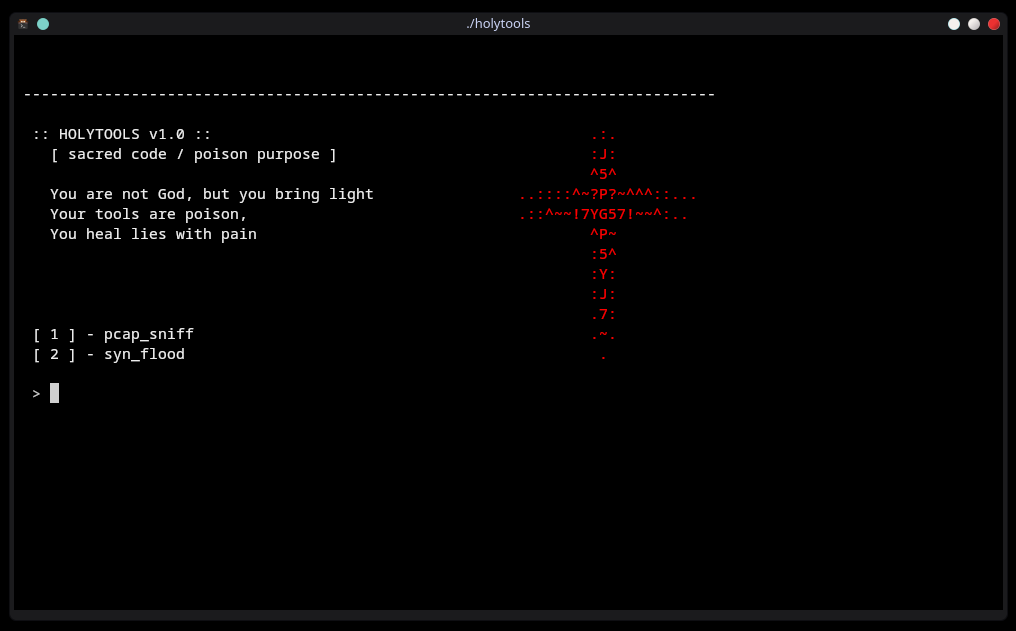 ./holytools
-----------------------------------------------------------------------------
:: HOLYTOOLS v1.0 ::
[ sacred code / poison purpose ]
You are not God, but you bring light
Your tools are poison,
You heal lies with pain
.:.
:J:
^5^
..::::^~?P?~^^^::...
.::^~~!7YG57!~~^:..
^P~
:5^
:Y:
:J:
.7:
.~.
.
[ 1 ] - pcap_sniff
[ 2 ] - syn_flood
>